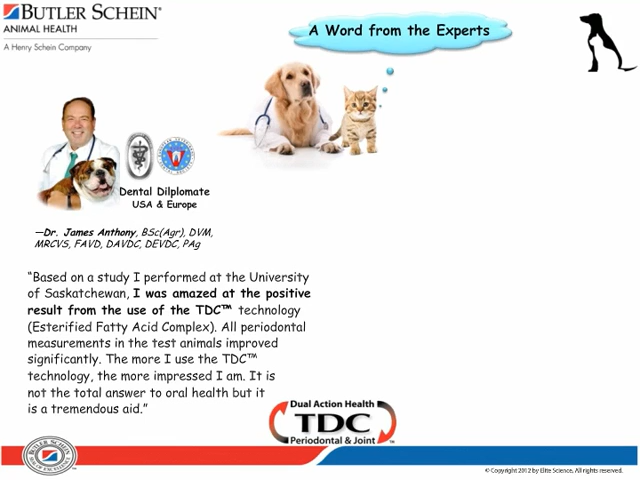 BUTLER SCHEIN®
ANIMAL HEALTH
A Henry Schein Company
A Word from the Experts
Dental Dilplomate
USA & Europe
—Dr. James Anthony, BSc(Agr), DVM,
MRCVS, FAVD, DAVDC, DEVDC, PAg
“Based on a study I performed at the University
of Saskatchewan, I was amazed at the positive
result from the use of the TDC™ technology
(Esterified Fatty Acid Complex). All periodontal
measurements in the test animals improved
significantly. The more I use the TDC™
technology, the more impressed I am. It is
not the total answer to oral health but it
is a tremendous aid.”
Dual Action Health
TDC
Periodontal & Joint
BUTLER SCHEIN
© Copyright 2012 by Elite Science. All rights reserved.